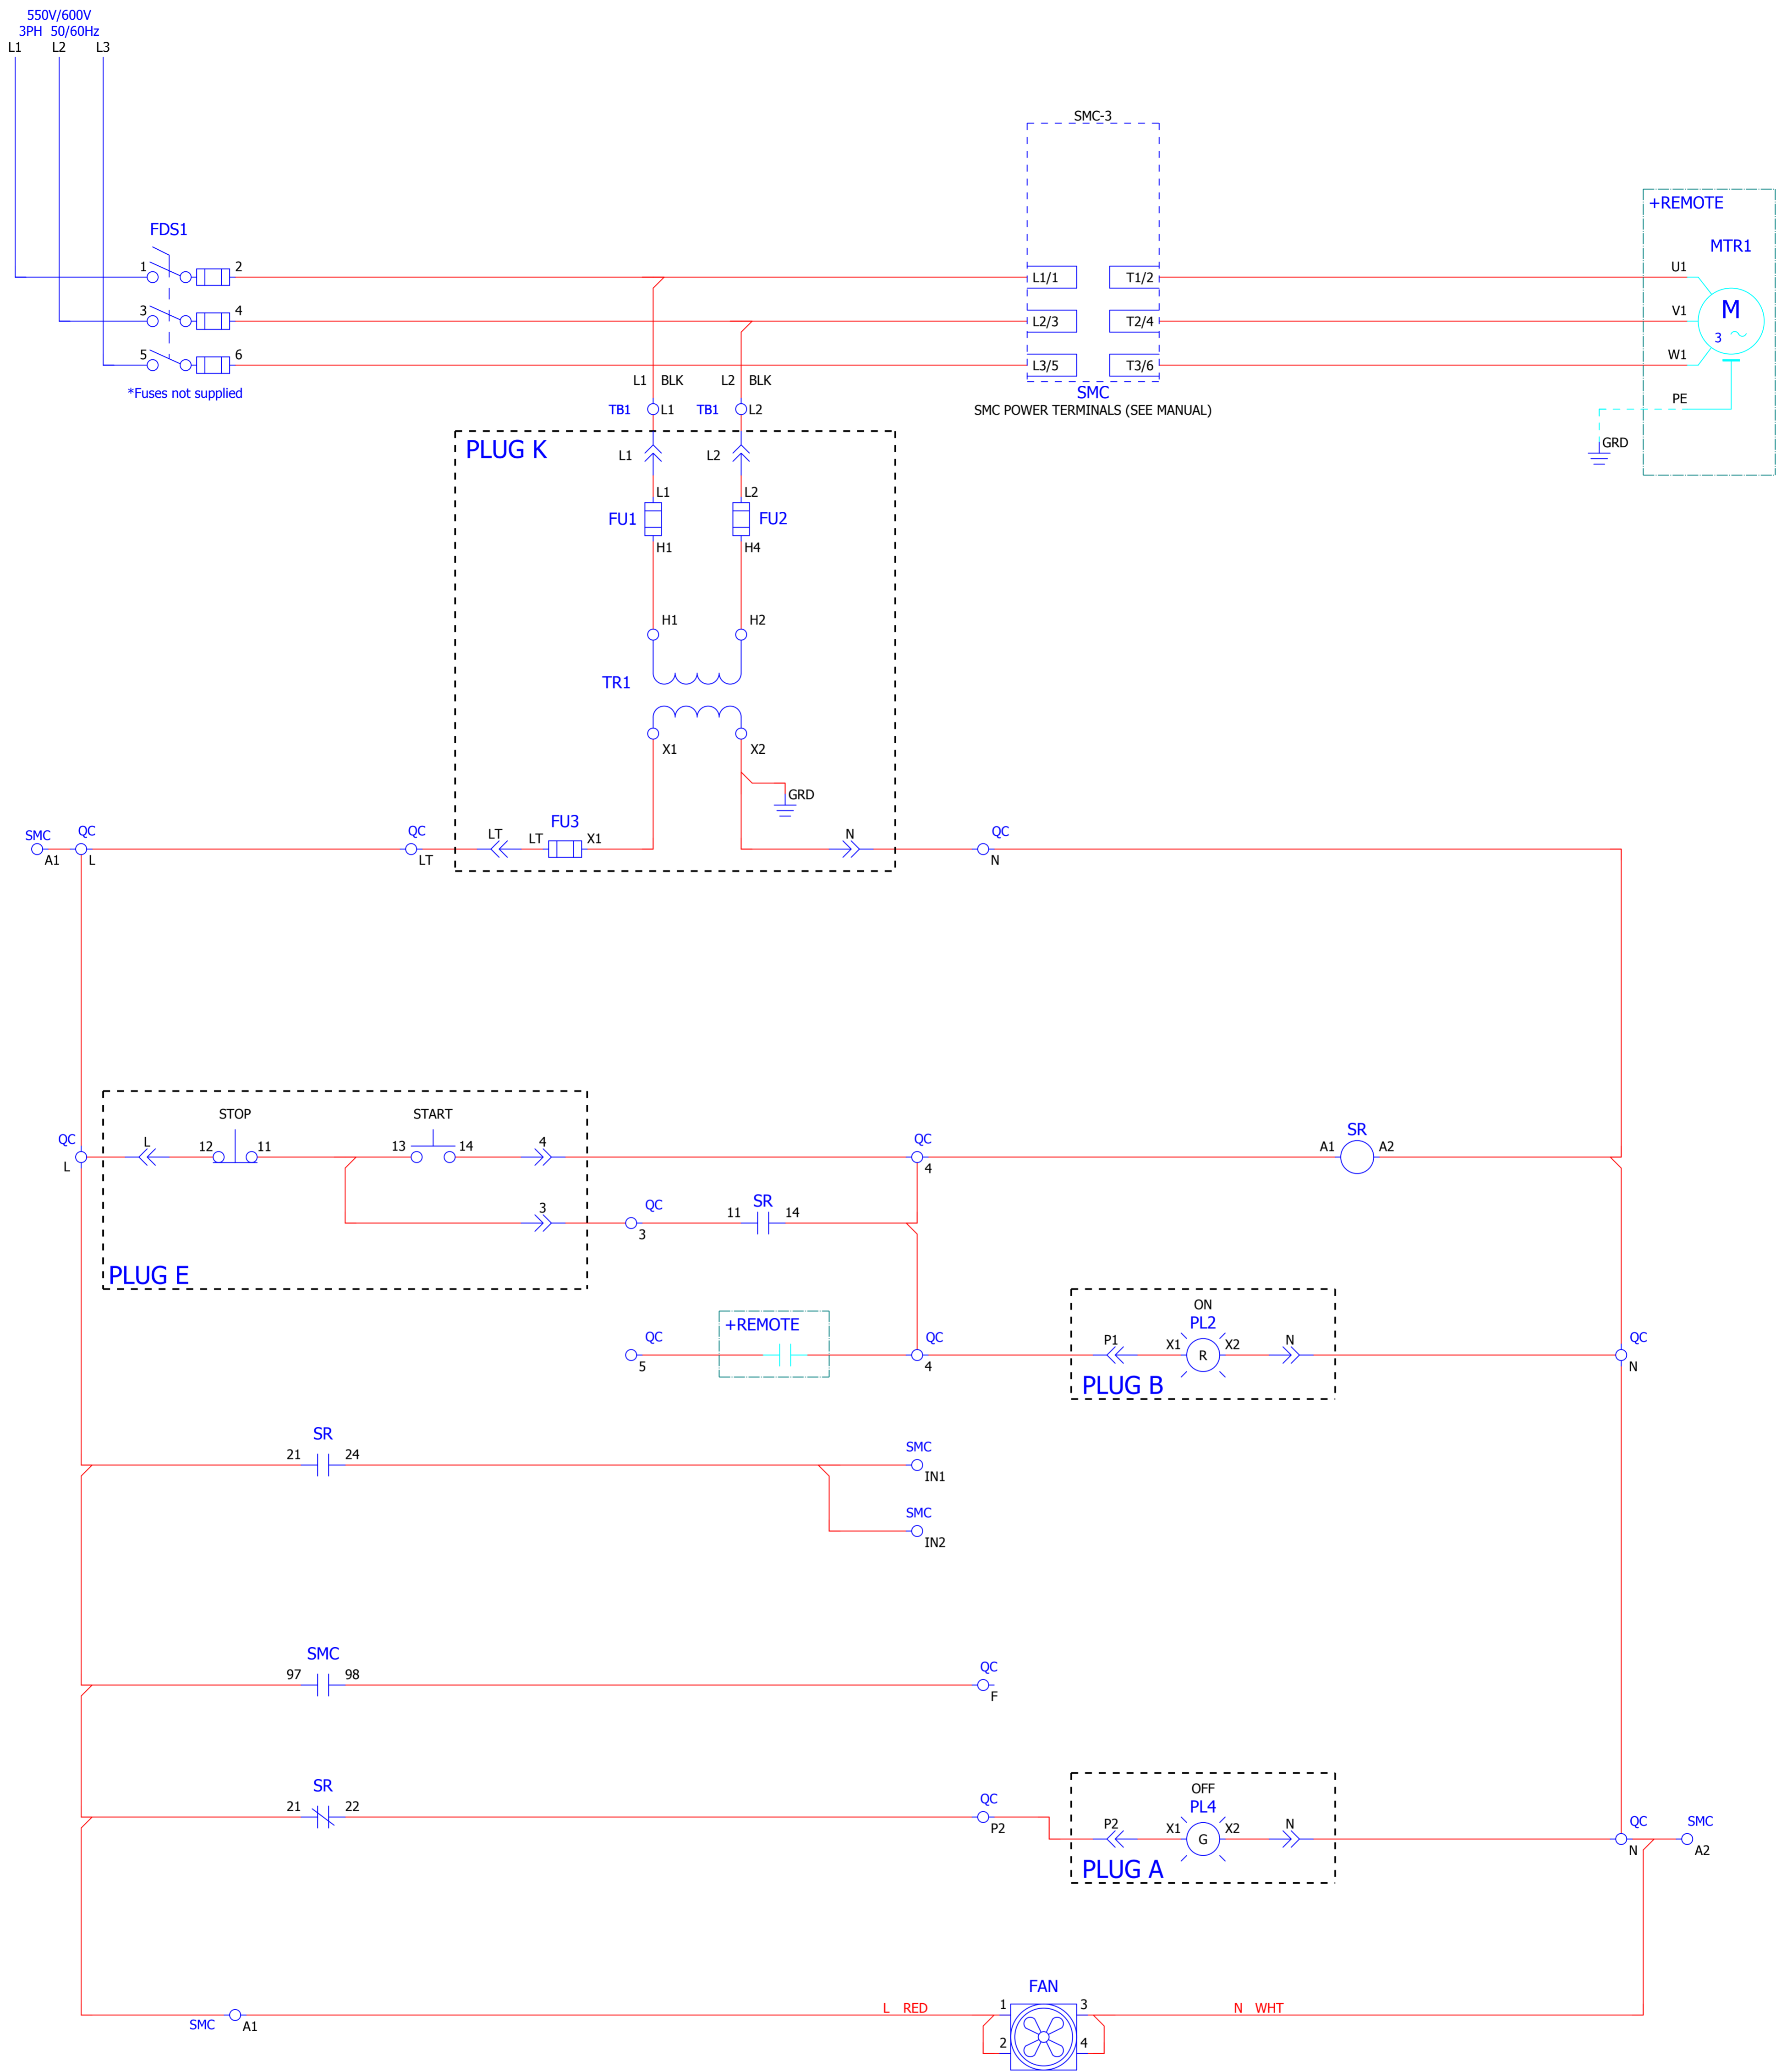 550V/600V
3PH 50/60Hz
L1 L2 L3
SMC-3
+REMOTE
MTR1
FDS1
1 2 L1/1 T1/2 U1
3 4 L2/3 T2/4 V1
M
3
5 6 L3/5 T3/6 W1
*Fuses not supplied
SMC
SMC POWER TERMINALS (SEE MANUAL)
PE
GRD
L1 BLK L2 BLK
TB1 L1 TB1 L2
PLUG K
L1 L2
L1 L2
FU1 FU2
H1 H4
H1 H2
TR1
X1 X2
GRD
SMC QC QC FU3 QC
LT LT X1 N
A1 L LT N
STOP START
QC L 12 11 13 14 4 QC SR
A1 A2
L 4
3 QC 11 SR 14
3
PLUG E
+REMOTE
ON
PL2
QC QC P1 X1 R X2 N QC
5 4 N
PLUG B
SR
21 24 SMC
IN1
SMC
IN2
SMC
97 98 QC
F
SR
21 22 QC
P2
OFF
PL4
P2 X1 G X2 N QC SMC
N A2
PLUG A
FAN
L RED 1 3 N WHT
SMC A1
2 4